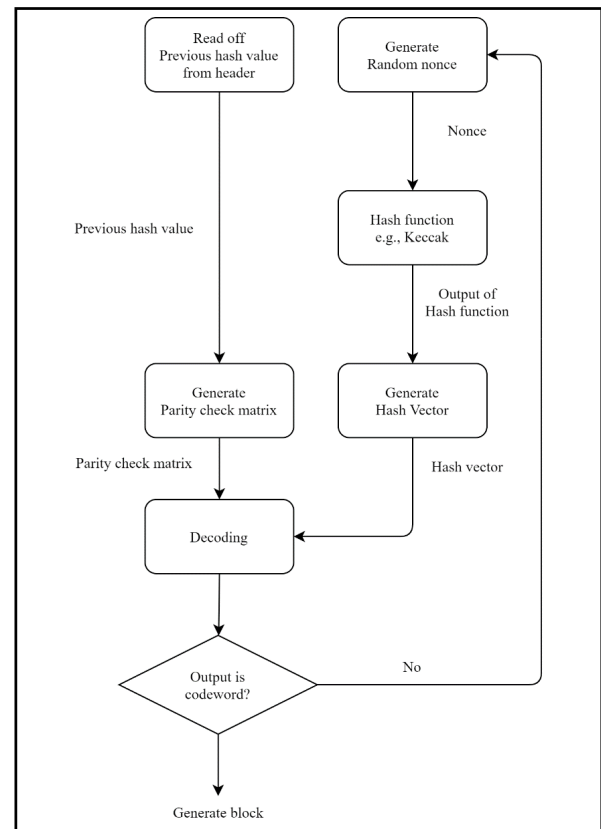 Read off
Previous hash value
from header
Generate
Random nonce
Nonce
Previous hash value
Hash function
e.g., Keccak
Output of
Hash function
Generate
Parity check matrix
Generate
Hash Vector
Parity check matrix
Hash vector
Decoding
Output is
codeword?
No
Generate block